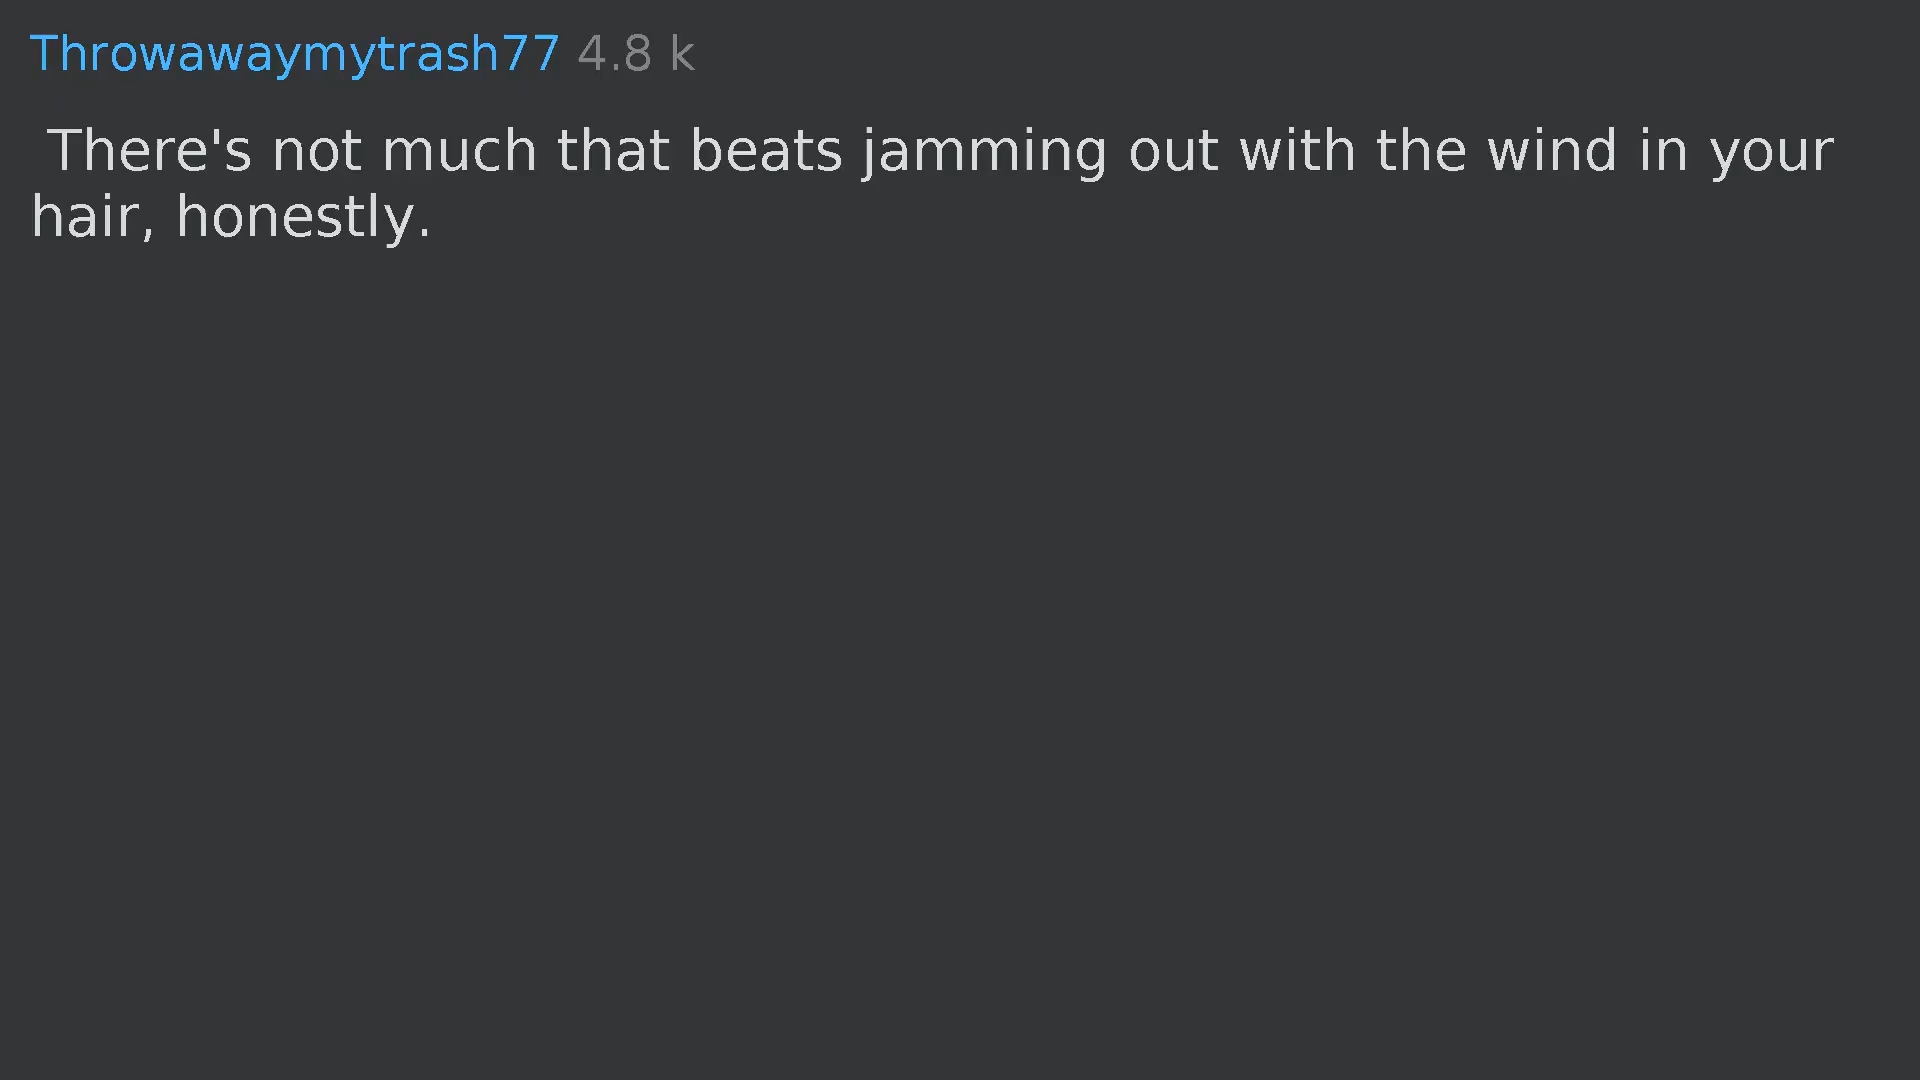 Throwawaymytrash77 4.8 k
There's not much that beats jamming out with the wind in your
hair, honestly.